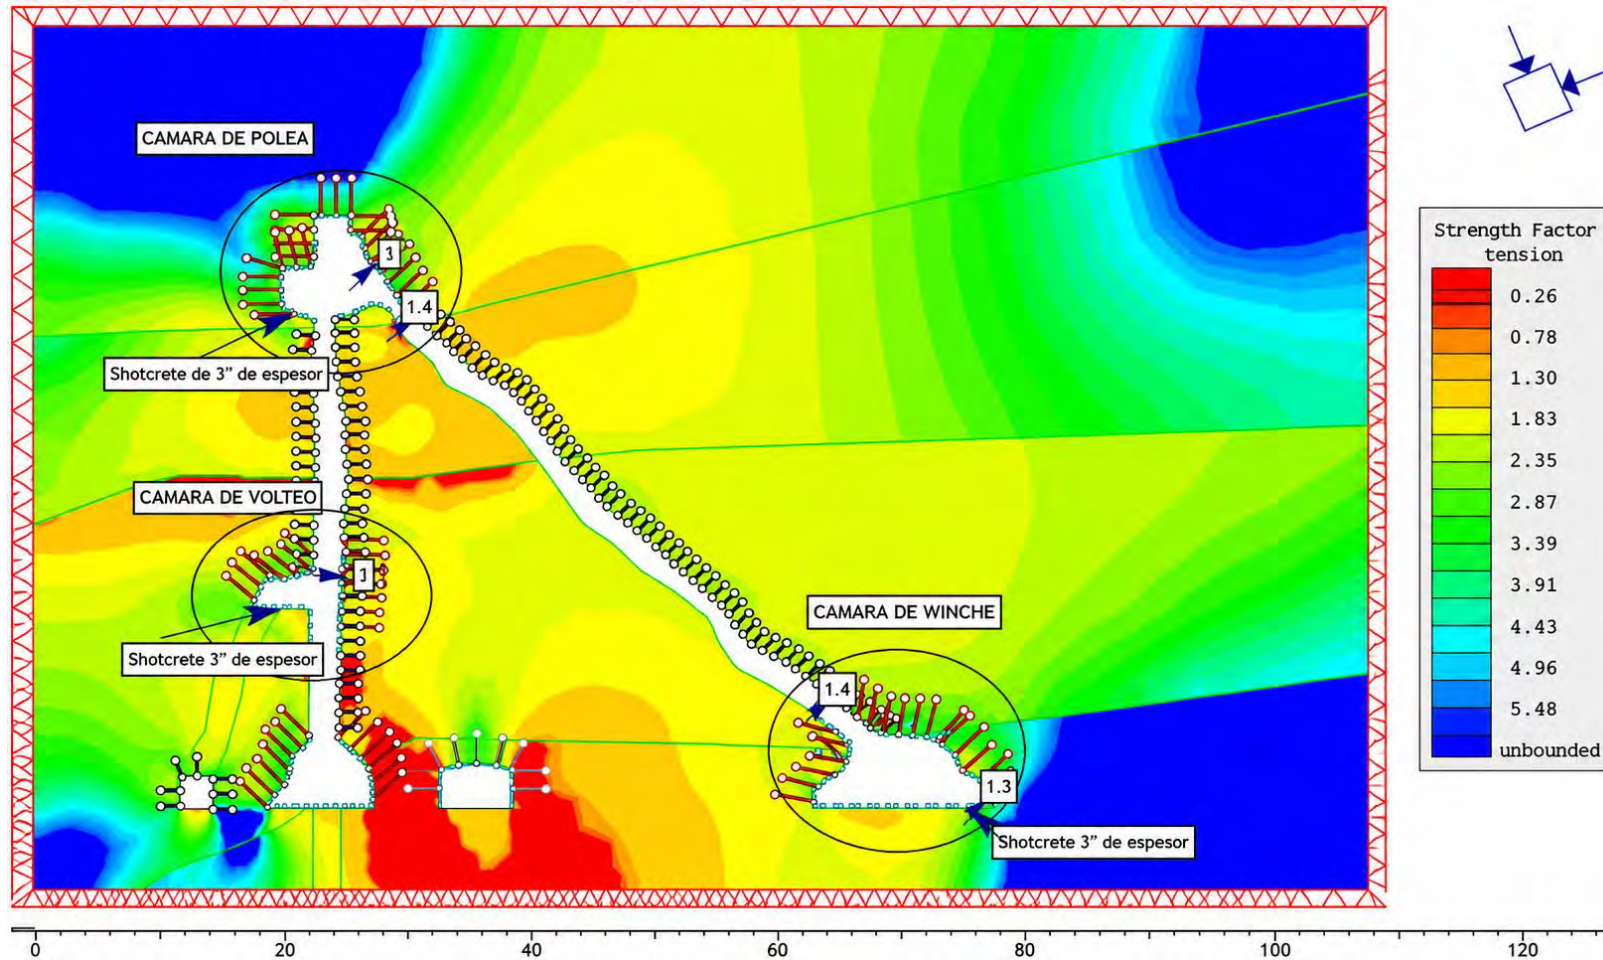 CAMARA DE POLEA
3
1.4
Shotcrete de 3” de espesor
CAMARA DE VOLTEO
1
Shotcrete 3” de espesor
CAMARA DE WINCHE
1.4
1.3
Shotcrete 3” de espesor
Strength Factor
tension
0.26
0.78
1.30
1.83
2.35
2.87
3.39
3.91
4.43
4.96
5.48
unbounded
0 20 40 60 80 100 120